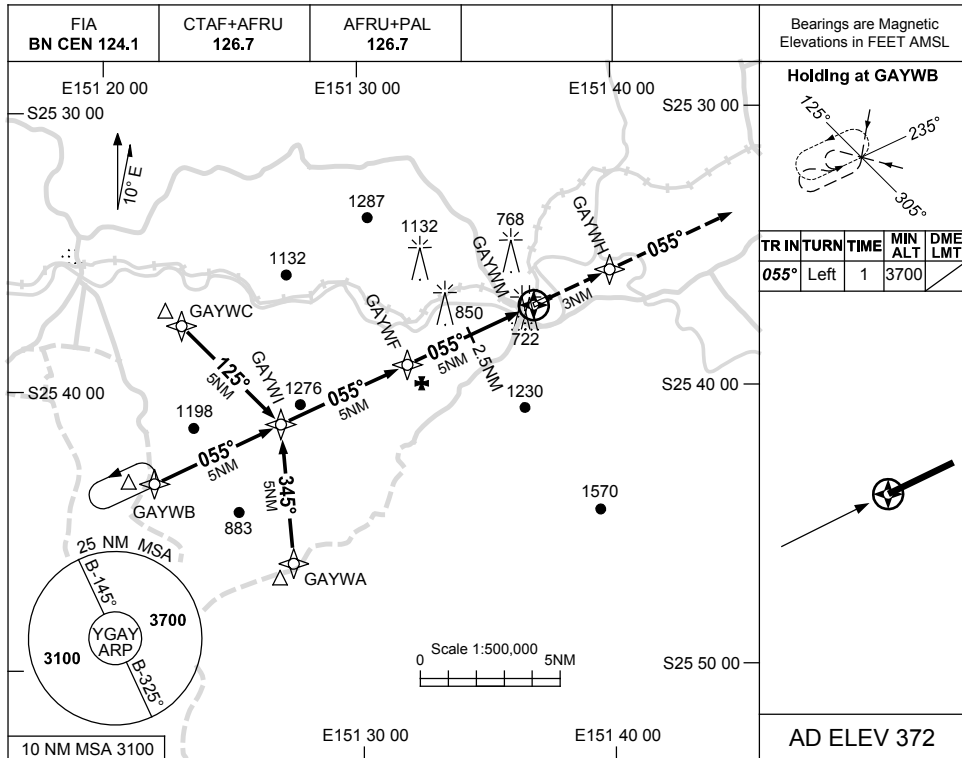 FIA
BN CEN 124.1
CTAF+AFRU
126.7
AFRU+PAL
126.7
Bearings are Magnetic
Elevations in FEET AMSL
E151 20 00
E151 30 00
E151 40 00
S25 30 00
S25 30 00
10° E
1287
1132
768
1132
GAYWH
055°
GAYWM
3NM
850
722
GAYWC
GAYWF
055°
5NM
2.5NM
125°
5NM
GAYWI
1276
055°
5NM
S25 40 00
S25 40 00
1230
1198
055°
5NM
345°
5NM
GAYWB
883
1570
GAYWA
25 NM MSA
B-145°
3700
YGAY
ARP
3100
B-325°
Scale 1:500,000
0
5NM
S25 50 00
10 NM MSA 3100
E151 30 00
E151 40 00
Holding at GAYWB
125°
235°
305°
TR IN TURN TIME MIN ALT DME LMT
055° Left 1 3700
AD ELEV 372